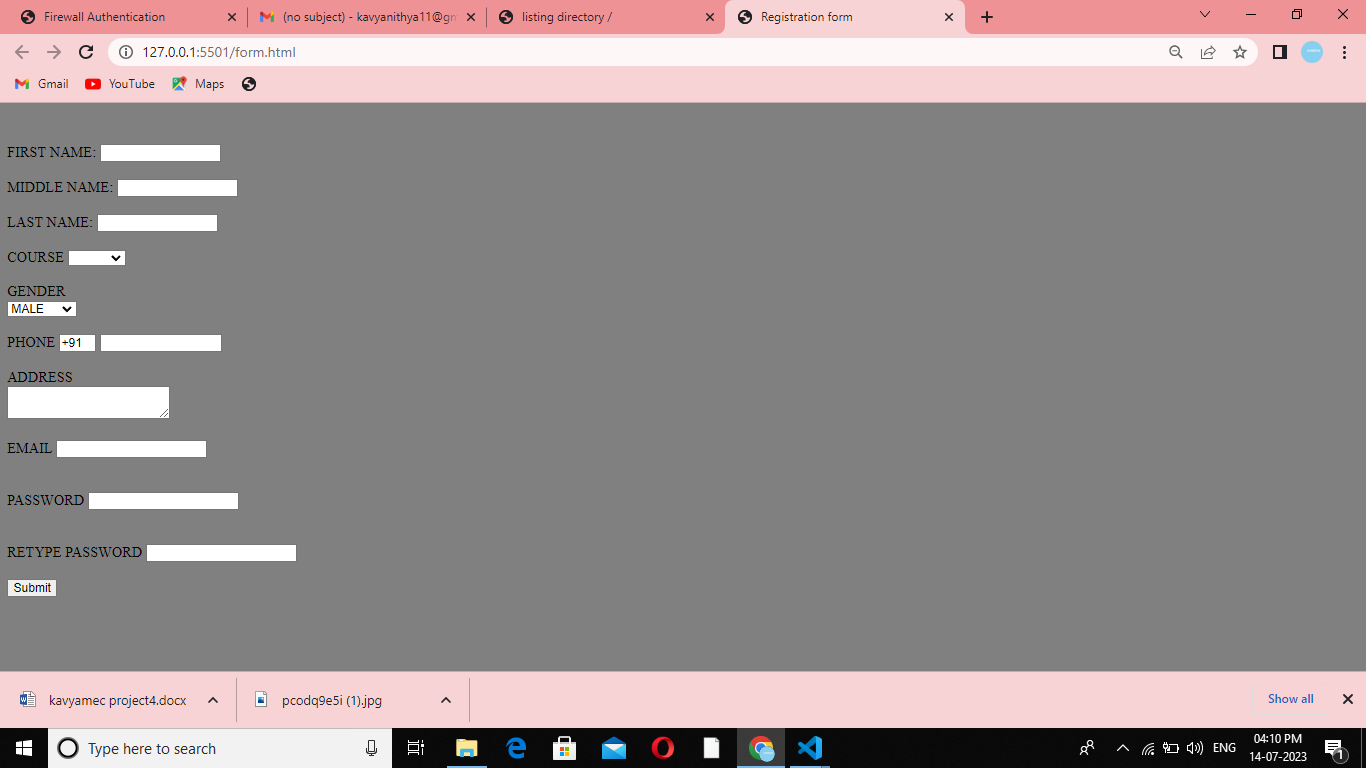 Firewall Authentication
(no subject) - kavyanithya11@gm
listing directory /
Registration form
127.0.0.1:5501/form.html
Gmail YouTube Maps
FIRST NAME:
MIDDLE NAME:
LAST NAME:
COURSE
GENDER
MALE
PHONE +91
ADDRESS
EMAIL
PASSWORD
RETYPE PASSWORD
Submit
kavyamec project4.docx
pcodq9e5i (1).jpg
Show all
Type here to search
ENG
04:10 PM
14-07-2023
1